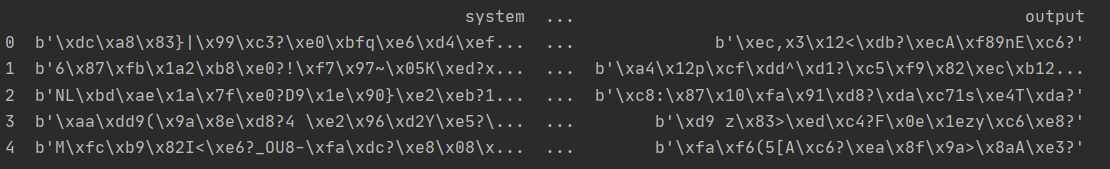 system ... output
0 b'\xdc\xa8\x83}|\x99\xc3?\xe0\xbfq\xe6\xd4\xef... ... b'\xec,x3\x12<\xdb?\xecA\xf89nE\xc6?'
1 b'6\x87\xfb\x1a2\xb8\xe0?!\xf7\x97~\x05K\xed?x... ... b'\xa4\x12p\xcf\xdd^\xd1?\xc5\xf9\x82\xec\xb12...
2 b'NL\xbd\xae\x1a\x7f\xe0?D9\x1e\x90}\xe2\xeb?1... ... b'\xc8:\x87\x10\xfa\x91\xd8?\xda\xc71s\xe4T\xda?'
3 b'\xaa\xdd9(\x9a\x8e\xd8?4 \xe2\x96\xd2Y\xe5?\... ... b'\xd9 z\x83>\xed\xc4?F\x0e\x1ezy\xc6\xe8?'
4 b'M\xfc\xb9\x82I<\xe6?_OU8-\xfa\xdc?\xe8\x08\x... ... b'\xfa\xf6(5[A\xc6?\xea\x8f\x9a>\x8aA\xe3?'